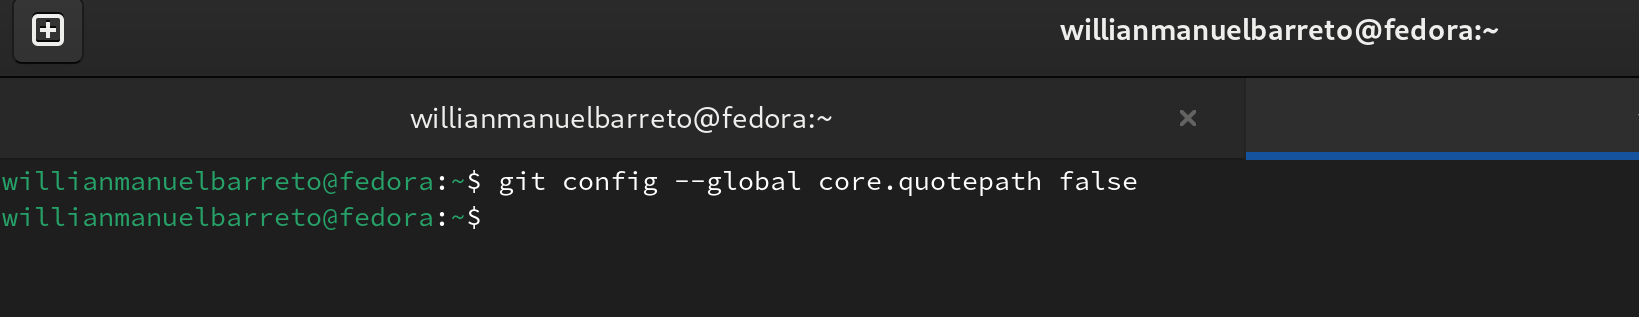 willianmanuelbarreto@fedora:~
willianmanuelbarreto@fedora:~
willianmanuelbarreto@fedora:~$ git config --global core.quotepath false
willianmanuelbarreto@fedora:~$